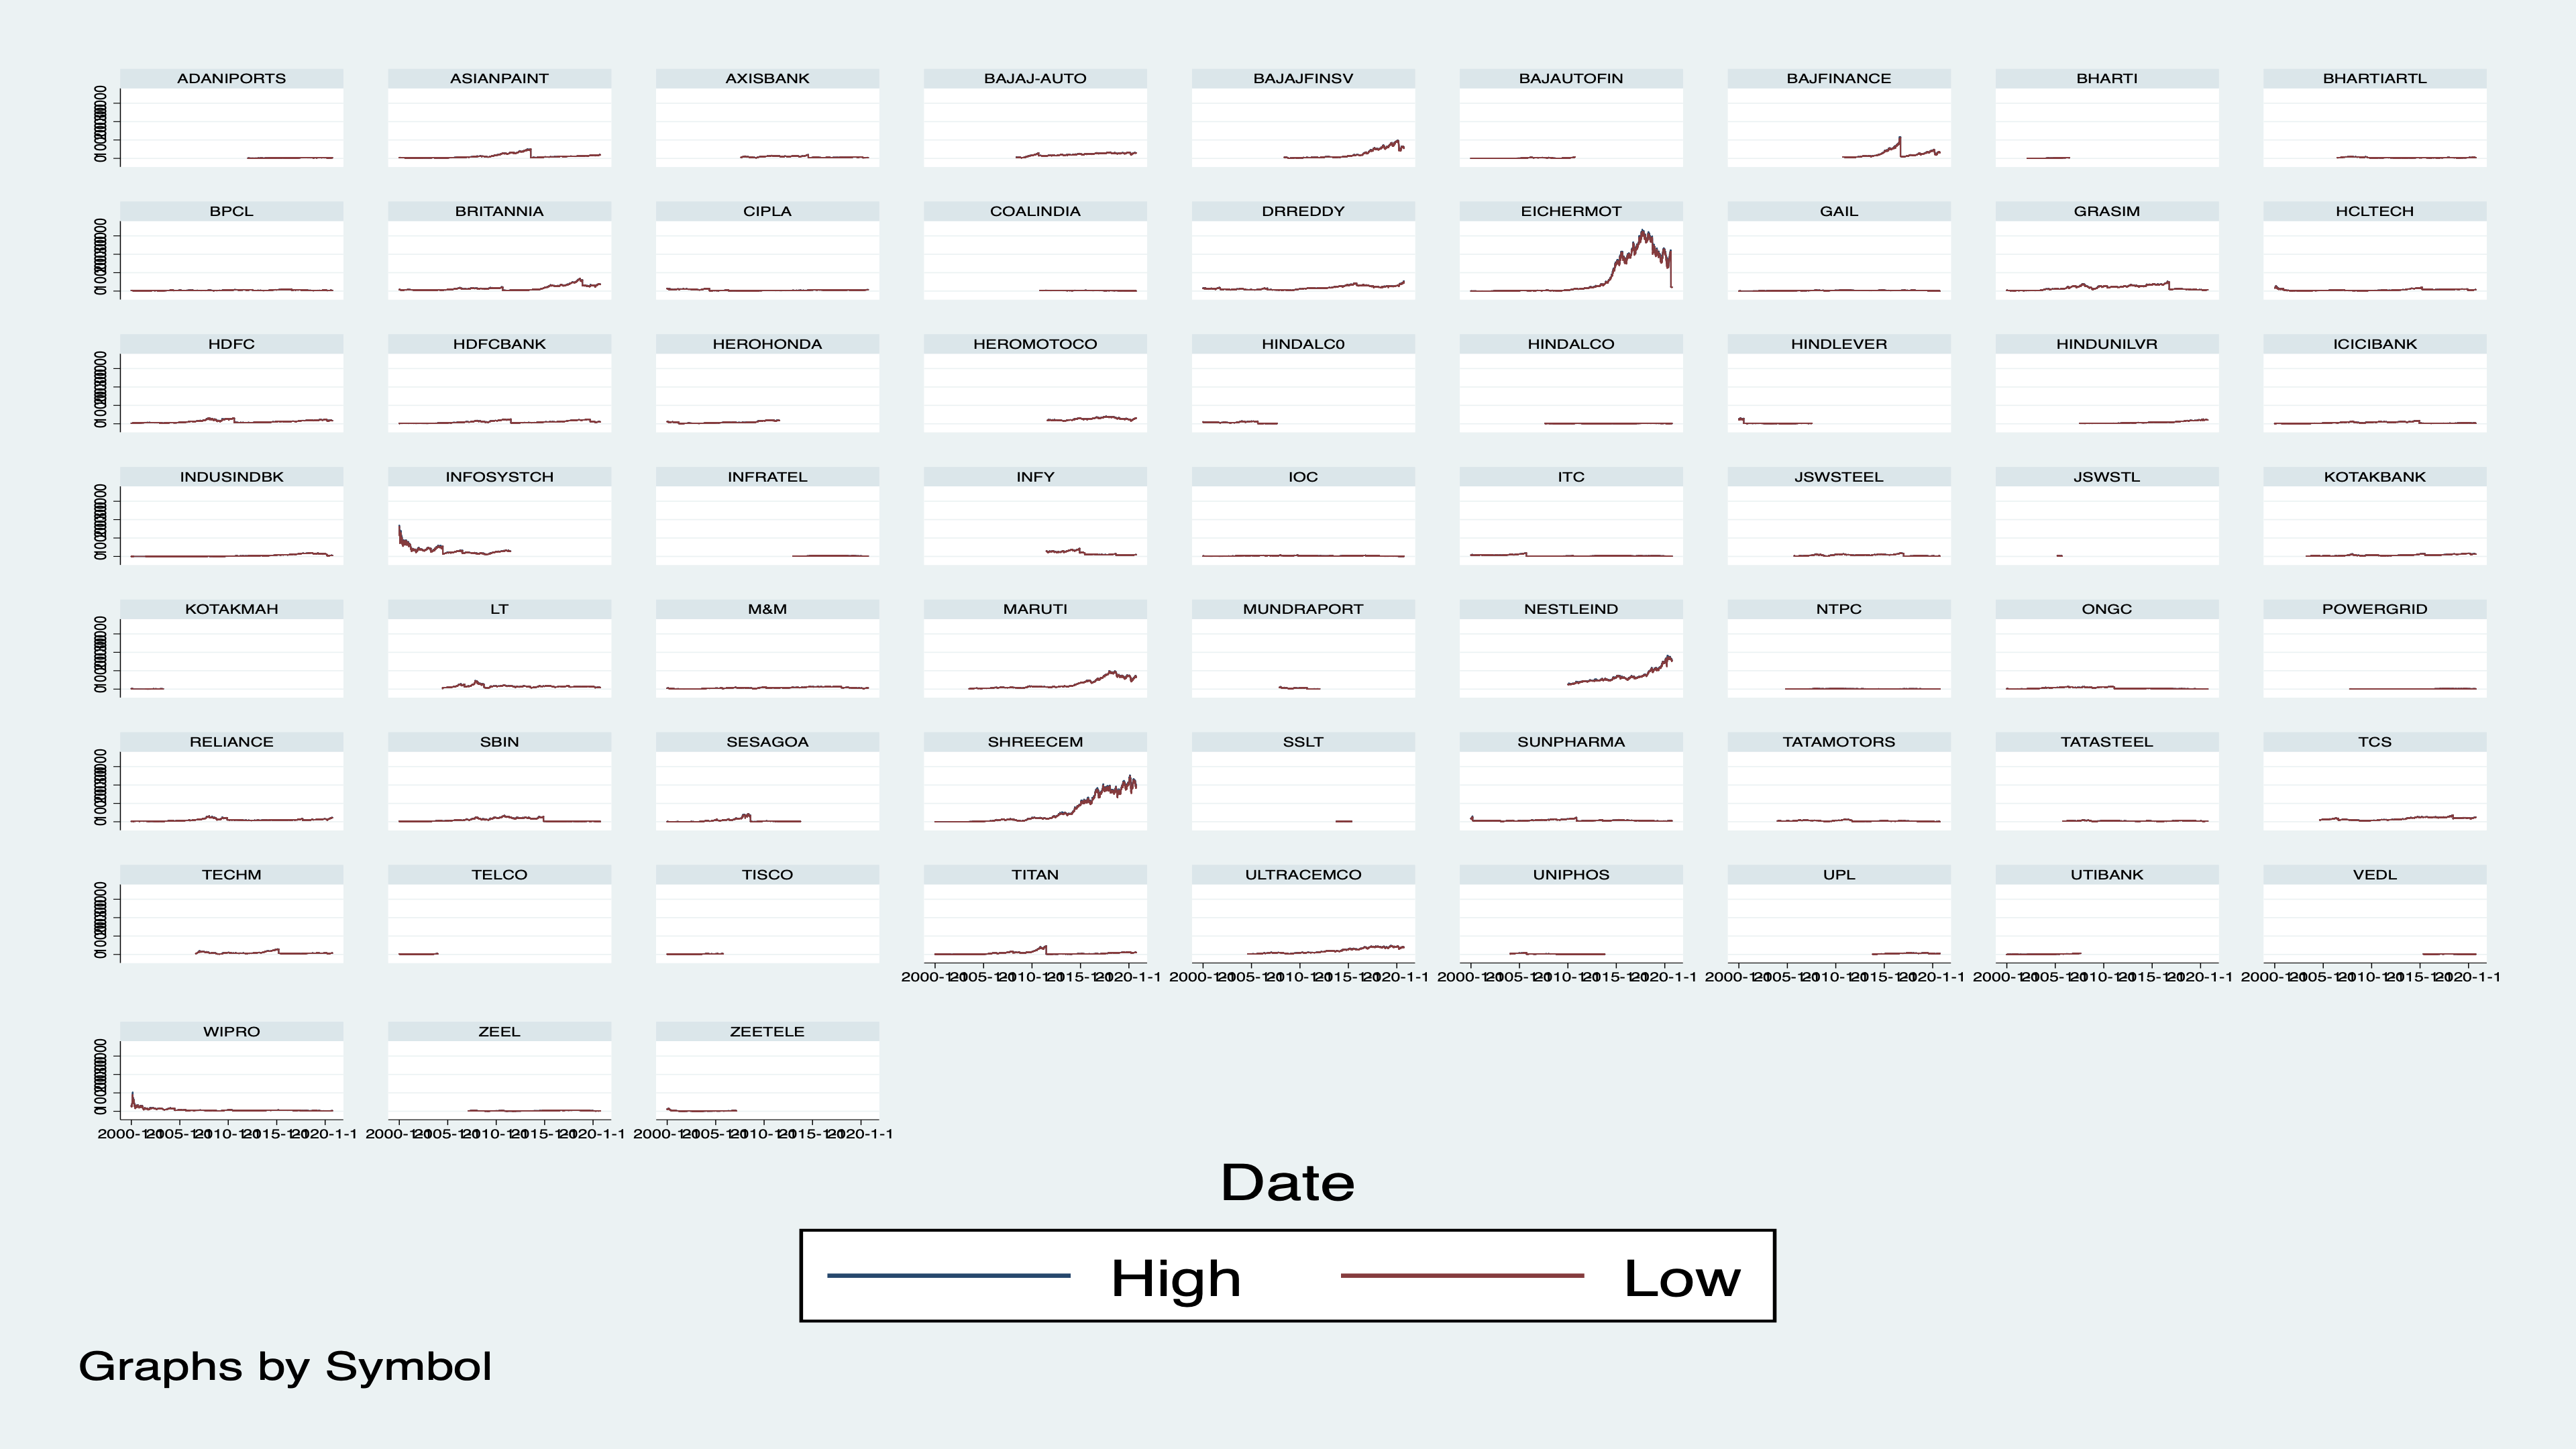 ADANIPORTS ASIANPAINT AXISBANK BAJAJ-AUTO BAJAJFINSV BAJAUTOFIN BAJFINANCE BHARTI BHARTIARTL
BPCL BRITANNIA CIPLA COALINDIA DRREDDY EICHERMOT GAIL GRASIM HCLTECH
HDFC HDFCBANK HEROHONDA HEROMOTOCO HINDALC0 HINDALCO HINDLEVER HINDUNILVR ICICIBANK
INDUSINDBK INFOSYSTCH INFRATEL INFY IOC ITC JSWSTEEL JSWSTL KOTAKBANK
KOTAKMAH LT M&M MARUTI MUNDRAPORT NESTLEIND NTPC ONGC POWERGRID
RELIANCE SBIN SESAGOA SHREECEM SSLT SUNPHARMA TATAMOTORS TATASTEEL TCS
TECHM TELCO TISCO TITAN ULTRACEMCO UNIPHOS UPL UTIBANK VEDL
WIPRO ZEEL ZEETELE
Date
High Low
Graphs by Symbol